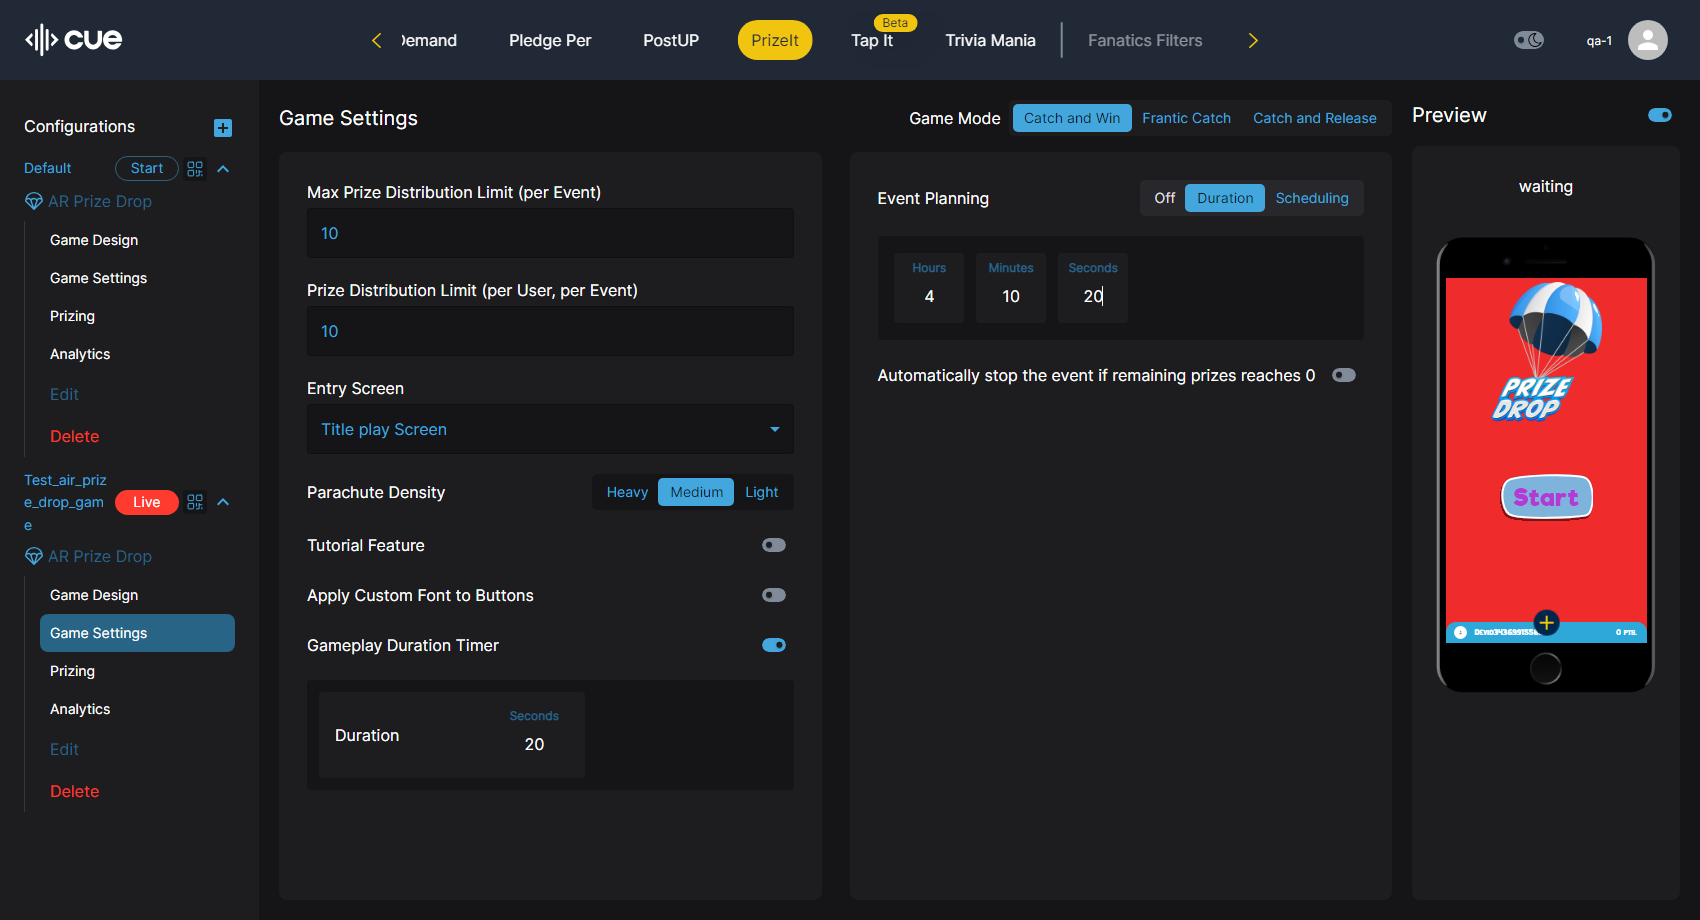 cue
Demand
Pledge Per
PostUP
PrizeIt
Beta
Tap It
Trivia Mania
Fanatics Filters
qa-1
Configurations
Default
Start
AR Prize Drop
Game Design
Game Settings
Prizing
Analytics
Edit
Delete
Test_air_priz
e_drop_gam
e
Live
AR Prize Drop
Game Design
Game Settings
Prizing
Analytics
Edit
Delete
Game Settings
Game Mode
Catch and Win
Frantic Catch
Catch and Release
Max Prize Distribution Limit (per Event)
10
Prize Distribution Limit (per User, per Event)
10
Entry Screen
Title play Screen
Parachute Density
Heavy
Medium
Light
Tutorial Feature
Apply Custom Font to Buttons
Gameplay Duration Timer
Duration
Seconds
20
Event Planning
Off
Duration
Scheduling
Hours
4
Minutes
10
Seconds
20
Automatically stop the event if remaining prizes reaches 0
Preview
waiting
PRIZE
DROP
Start
0 PTS.